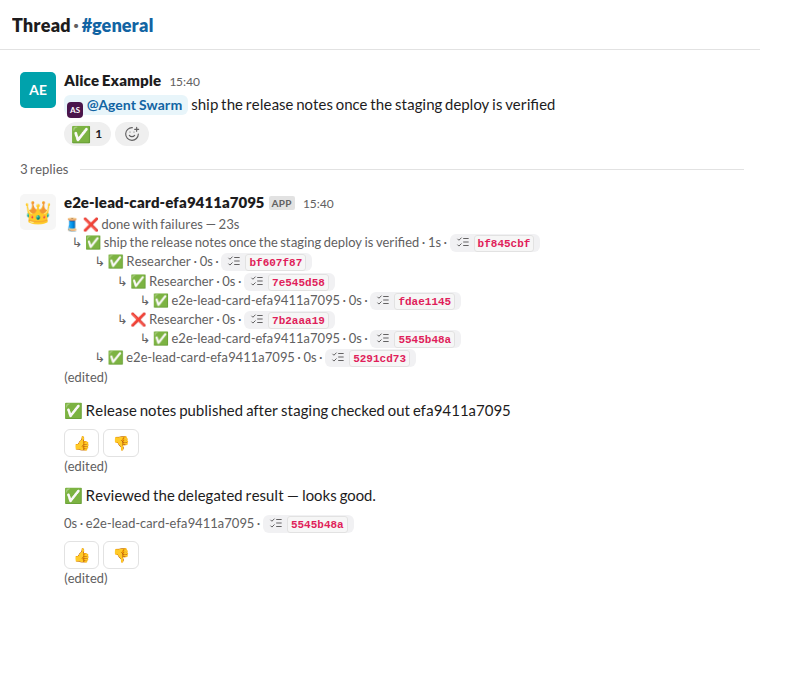 Thread · #general
AE
Alice Example 15:40
AS @Agent Swarm ship the release notes once the staging deploy is verified
✅ 1
3 replies
e2e-lead-card-efa9411a7095 APP 15:40
🧵 ❌ done with failures — 23s
↳ ✅ ship the release notes once the staging deploy is verified · 1s · bf845cbf
↳ ✅ Researcher · 0s · bf607f87
↳ ✅ Researcher · 0s · 7e545d58
↳ ✅ e2e-lead-card-efa9411a7095 · 0s · fdae1145
↳ ❌ Researcher · 0s · 7b2aaa19
↳ ✅ e2e-lead-card-efa9411a7095 · 0s · 5545b48a
↳ ✅ e2e-lead-card-efa9411a7095 · 0s · 5291cd73
(edited)
✅ Release notes published after staging checked out efa9411a7095
👍 👎
(edited)
✅ Reviewed the delegated result — looks good.
0s · e2e-lead-card-efa9411a7095 · 5545b48a
👍 👎
(edited)